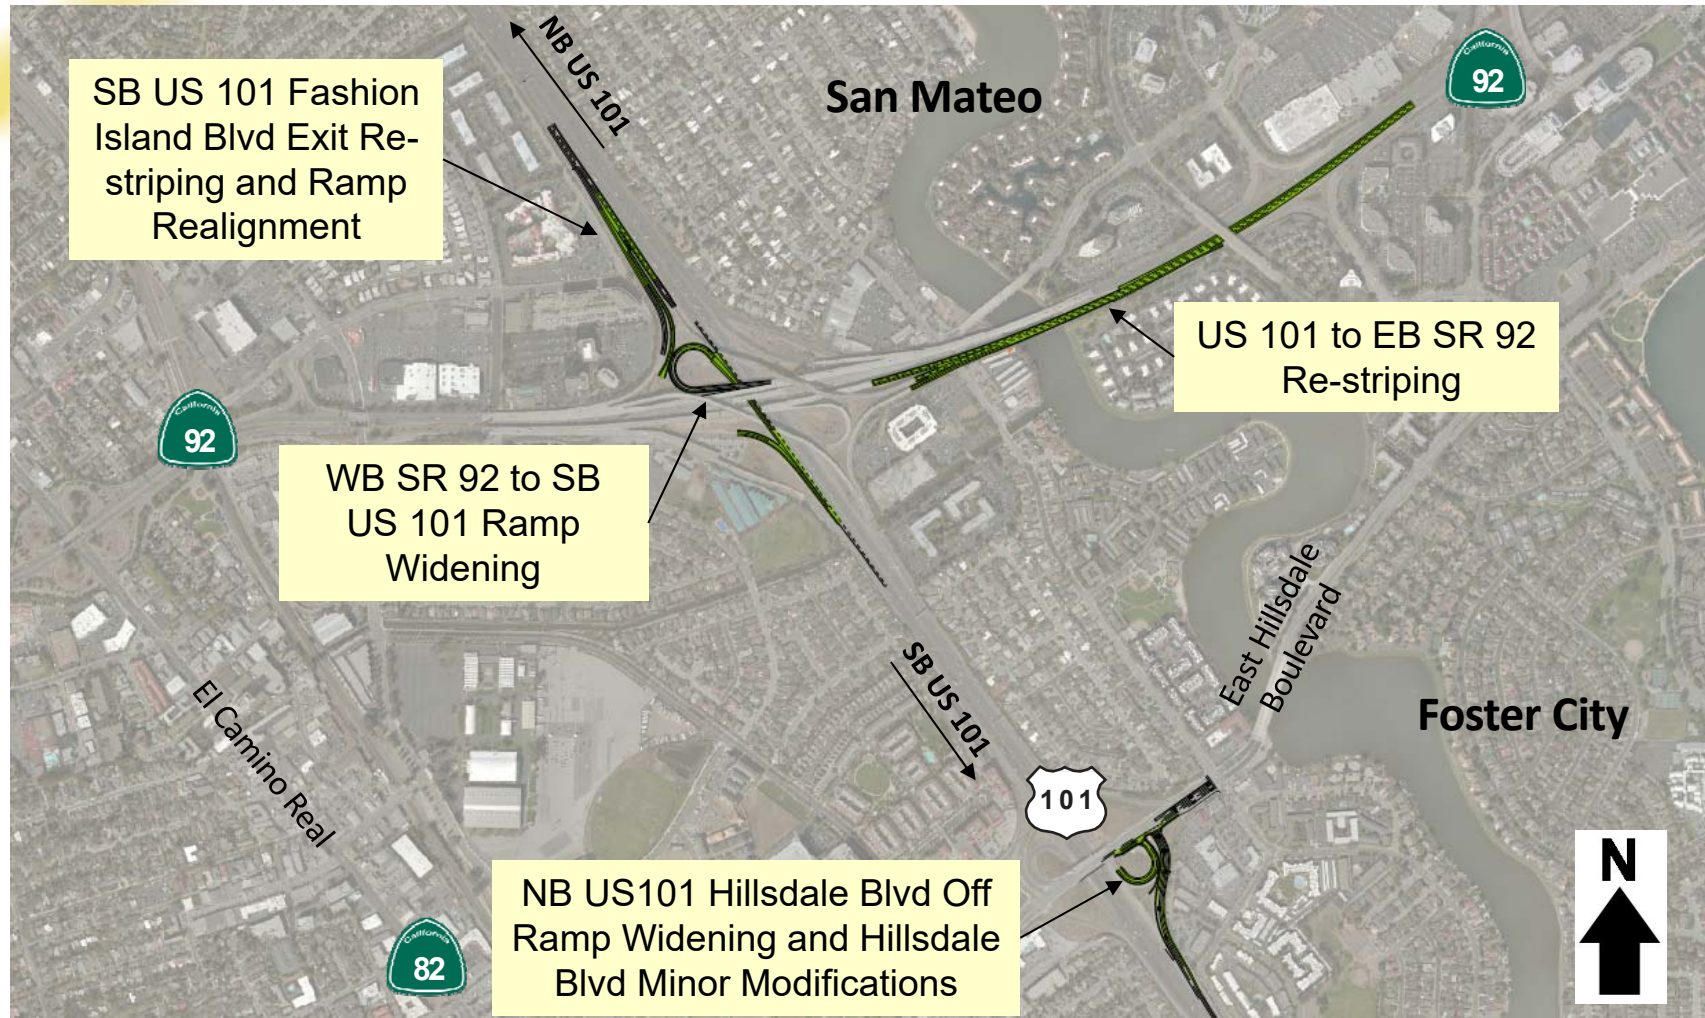 NB US 101
San Mateo
California
92
SB US 101 Fashion
Island Blvd Exit Re-
striping and Ramp
Realignment
US 101 to EB SR 92
Re-striping
California
92
WB SR 92 to SB
US 101 Ramp
Widening
East Hillsdale
Boulevard
SB US 101
El Camino Real
Foster City
101
NB US101 Hillsdale Blvd Off
Ramp Widening and Hillsdale
Blvd Minor Modifications
California
82
N